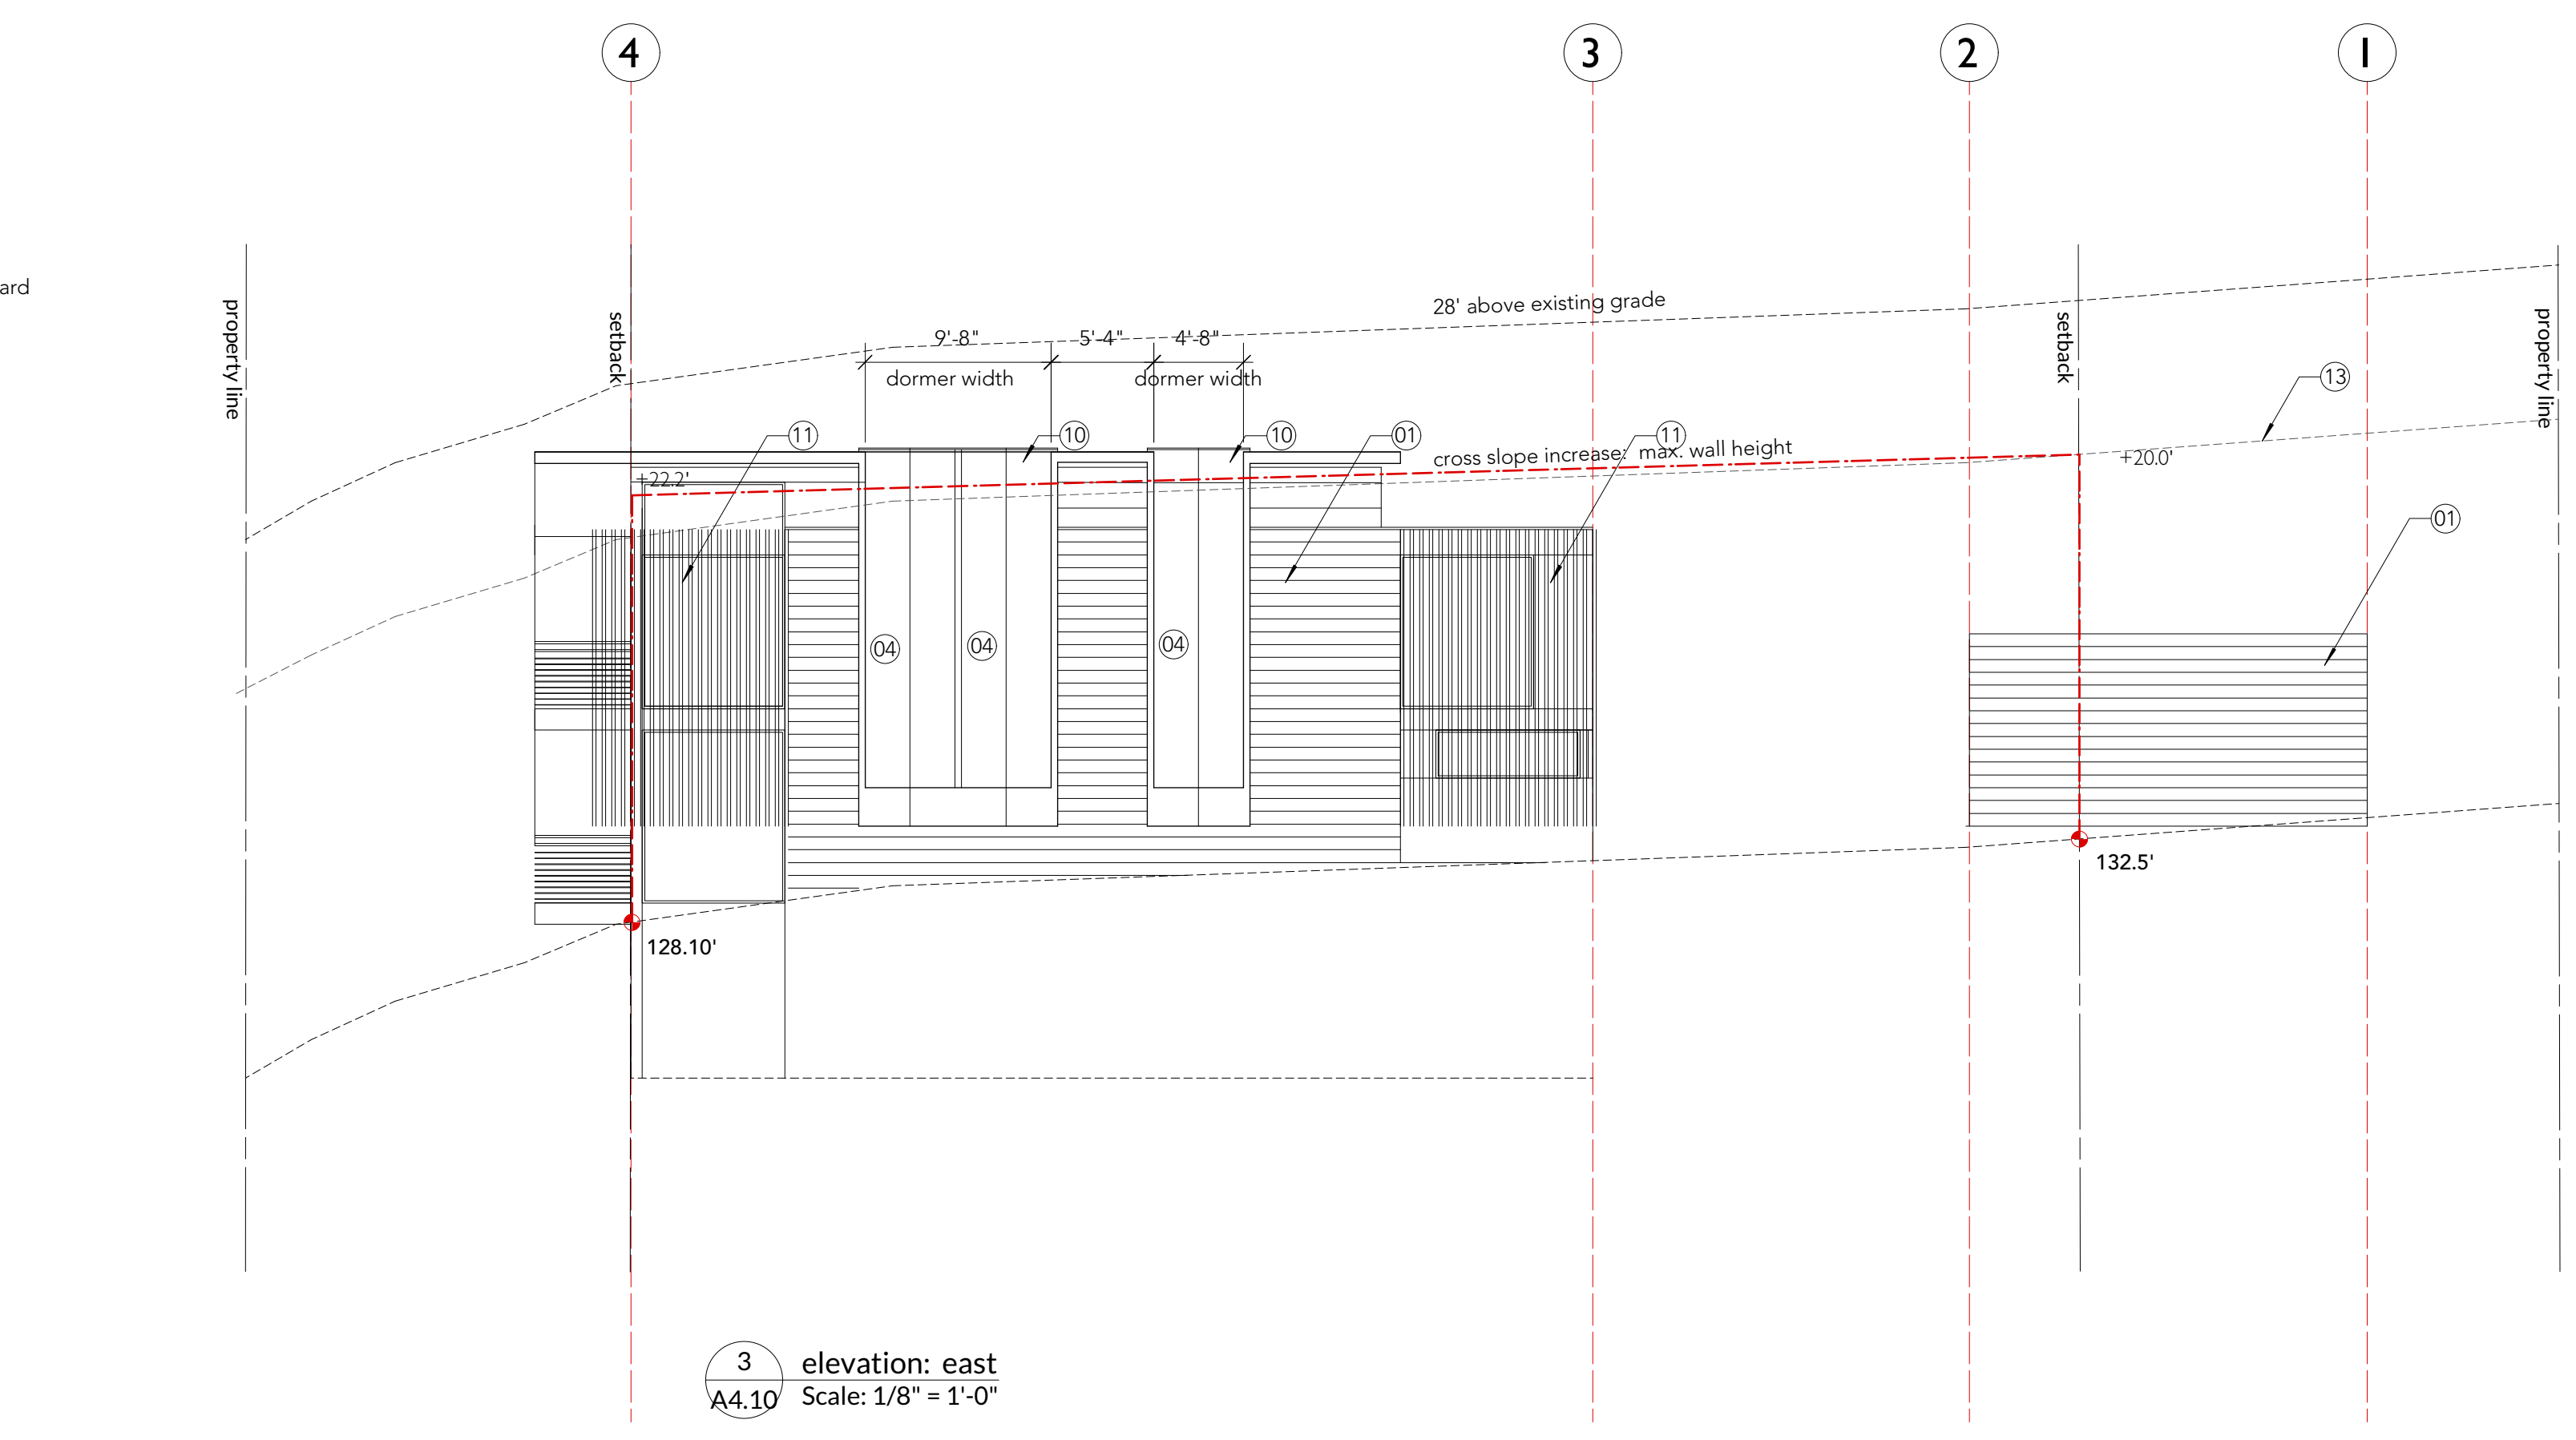 4
3
2
1
ard
property line
setback
setback
property line
28' above existing grade
9'-8"
5'-4"
4'-8"
dormer width
dormer width
13
11
10
10
01
11
cross slope increase: max. wall height
+22.2'
+20.0'
01
04
04
04
132.5'
128.10'
3
A4.10
elevation: east
Scale: 1/8" = 1'-0"